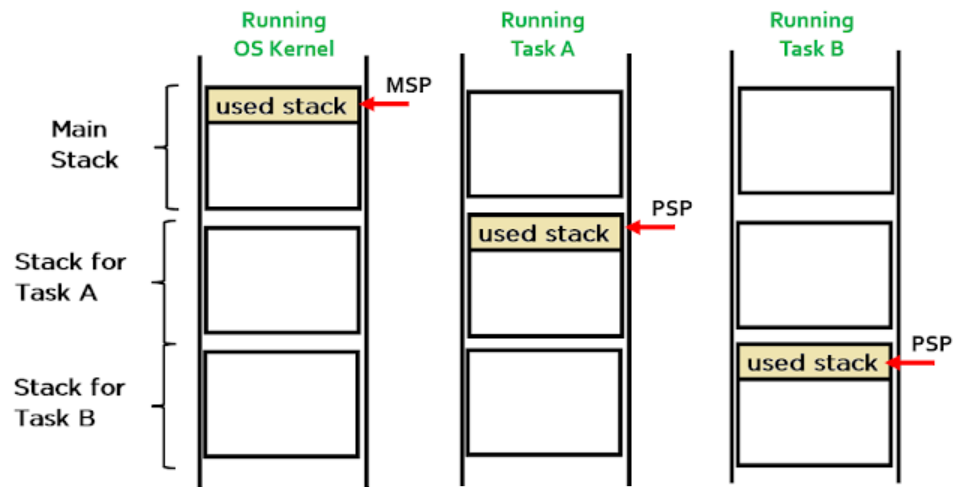 Running
OS Kernel
Running
Task A
Running
Task B
Main
Stack
used stack
MSP
Stack for
Task A
used stack
PSP
Stack for
Task B
used stack
PSP